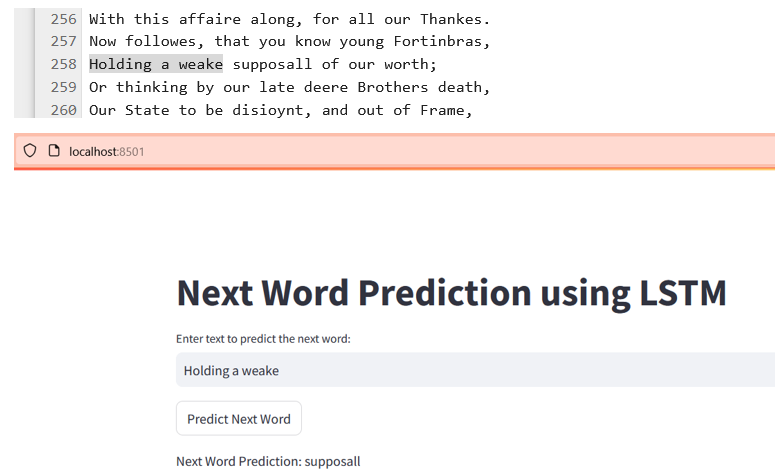 256 With this affaire along, for all our Thankes.
257 Now followes, that you know young Fortinbras,
258 Holding a weake supposall of our worth;
259 Or thinking by our late deere Brothers death,
260 Our State to be disioynt, and out of Frame,
localhost:8501
Next Word Prediction using LSTM
Enter text to predict the next word:
Holding a weake
Predict Next Word
Next Word Prediction: supposall